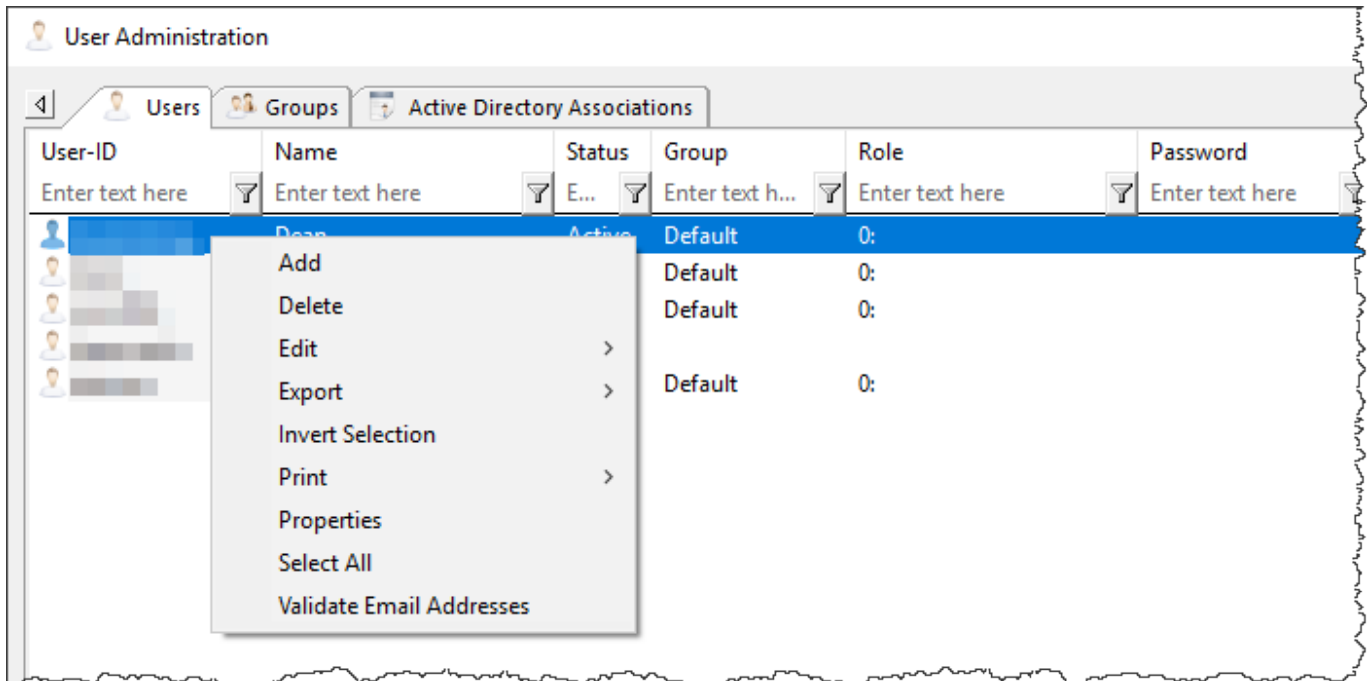 User Administration
Users Groups Active Directory Associations
User-ID Name Status Group Role Password
Enter text here Enter text here E... Enter text h... Enter text here Enter text here
Dean Active Default 0:
Default 0:
Default 0:
Default 0:
Add
Delete
Edit
Export
Invert Selection
Print
Properties
Select All
Validate Email Addresses